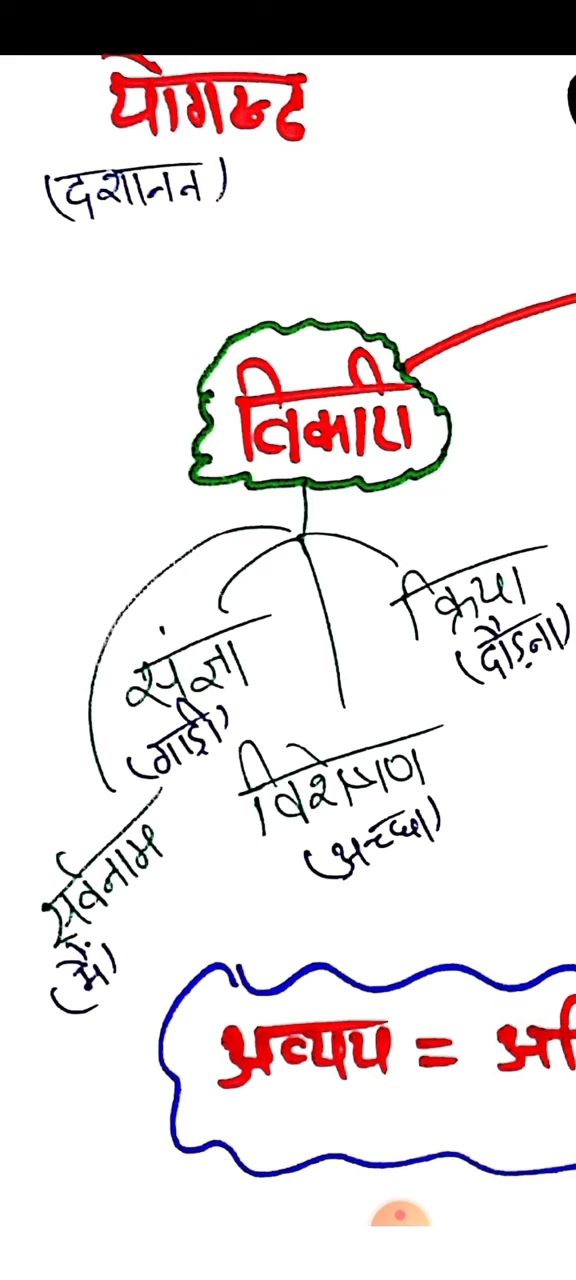 योगरूढ
(दशानन)
विकारी
संज्ञा
(गाड़ी)
क्रिया
(दौड़ना)
विशेषण
(अच्छा)
सर्वनाम
(में)
अव्यय =